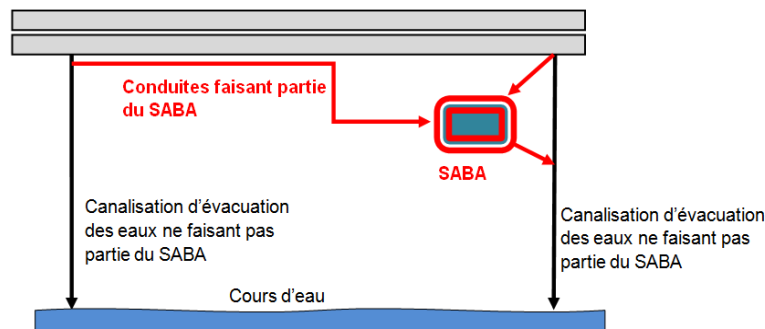 Conduites faisant partie
du SABA
SABA
Canalisation d'évacuation
des eaux ne faisant pas
partie du SABA
Canalisation d'évacuation
des eaux ne faisant pas
partie du SABA
Cours d'eau